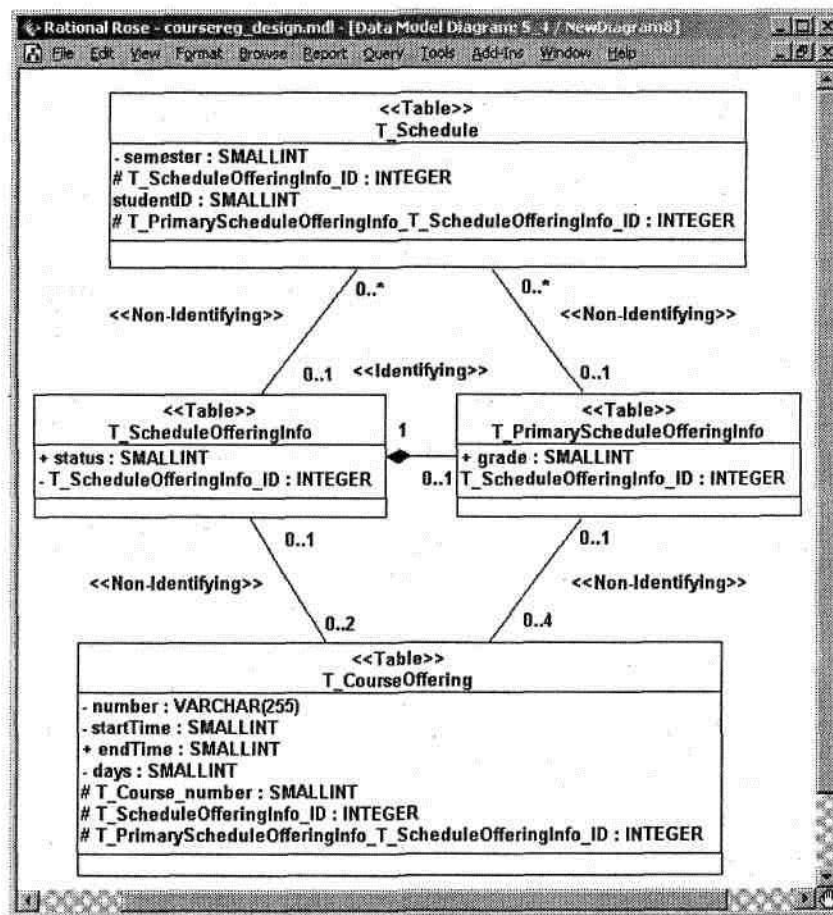 Rational Rose - coursereg_design.mdl - [Data Model Diagram: S_4 / NewDiagram8]
File Edit View Format Browse Report Query Tools Add-Ins Window Help
<<Table>>
T_Schedule
- semester : SMALLINT
# T_ScheduleOfferingInfo_ID : INTEGER
studentID : SMALLINT
# T_PrimaryScheduleOfferingInfo_T_ScheduleOfferingInfo_ID : INTEGER
0..*
0..*
<<Non-Identifying>>
<<Non-Identifying>>
0..1
<<Identifying>>
0..1
<<Table>>
T_ScheduleOfferingInfo
+ status : SMALLINT
- T_ScheduleOfferingInfo_ID : INTEGER
1
0..1
<<Table>>
T_PrimaryScheduleOfferingInfo
+ grade : SMALLINT
T_ScheduleOfferingInfo_ID : INTEGER
0..1
0..1
<<Non-Identifying>>
<<Non-Identifying>>
0..2
0..4
<<Table>>
T_CourseOffering
- number : VARCHAR(255)
- startTime : SMALLINT
+ endTime : SMALLINT
- days : SMALLINT
# T_Course_number : SMALLINT
# T_ScheduleOfferingInfo_ID : INTEGER
# T_PrimaryScheduleOfferingInfo_T_ScheduleOfferingInfo_ID : INTEGER